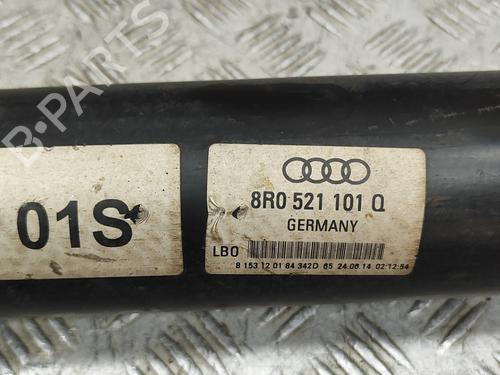 B-PARTS
01S
8R0 521 101 Q
GERMANY
LBO
8 153 12 01 84 342D 65 24.06.14 02:12:54